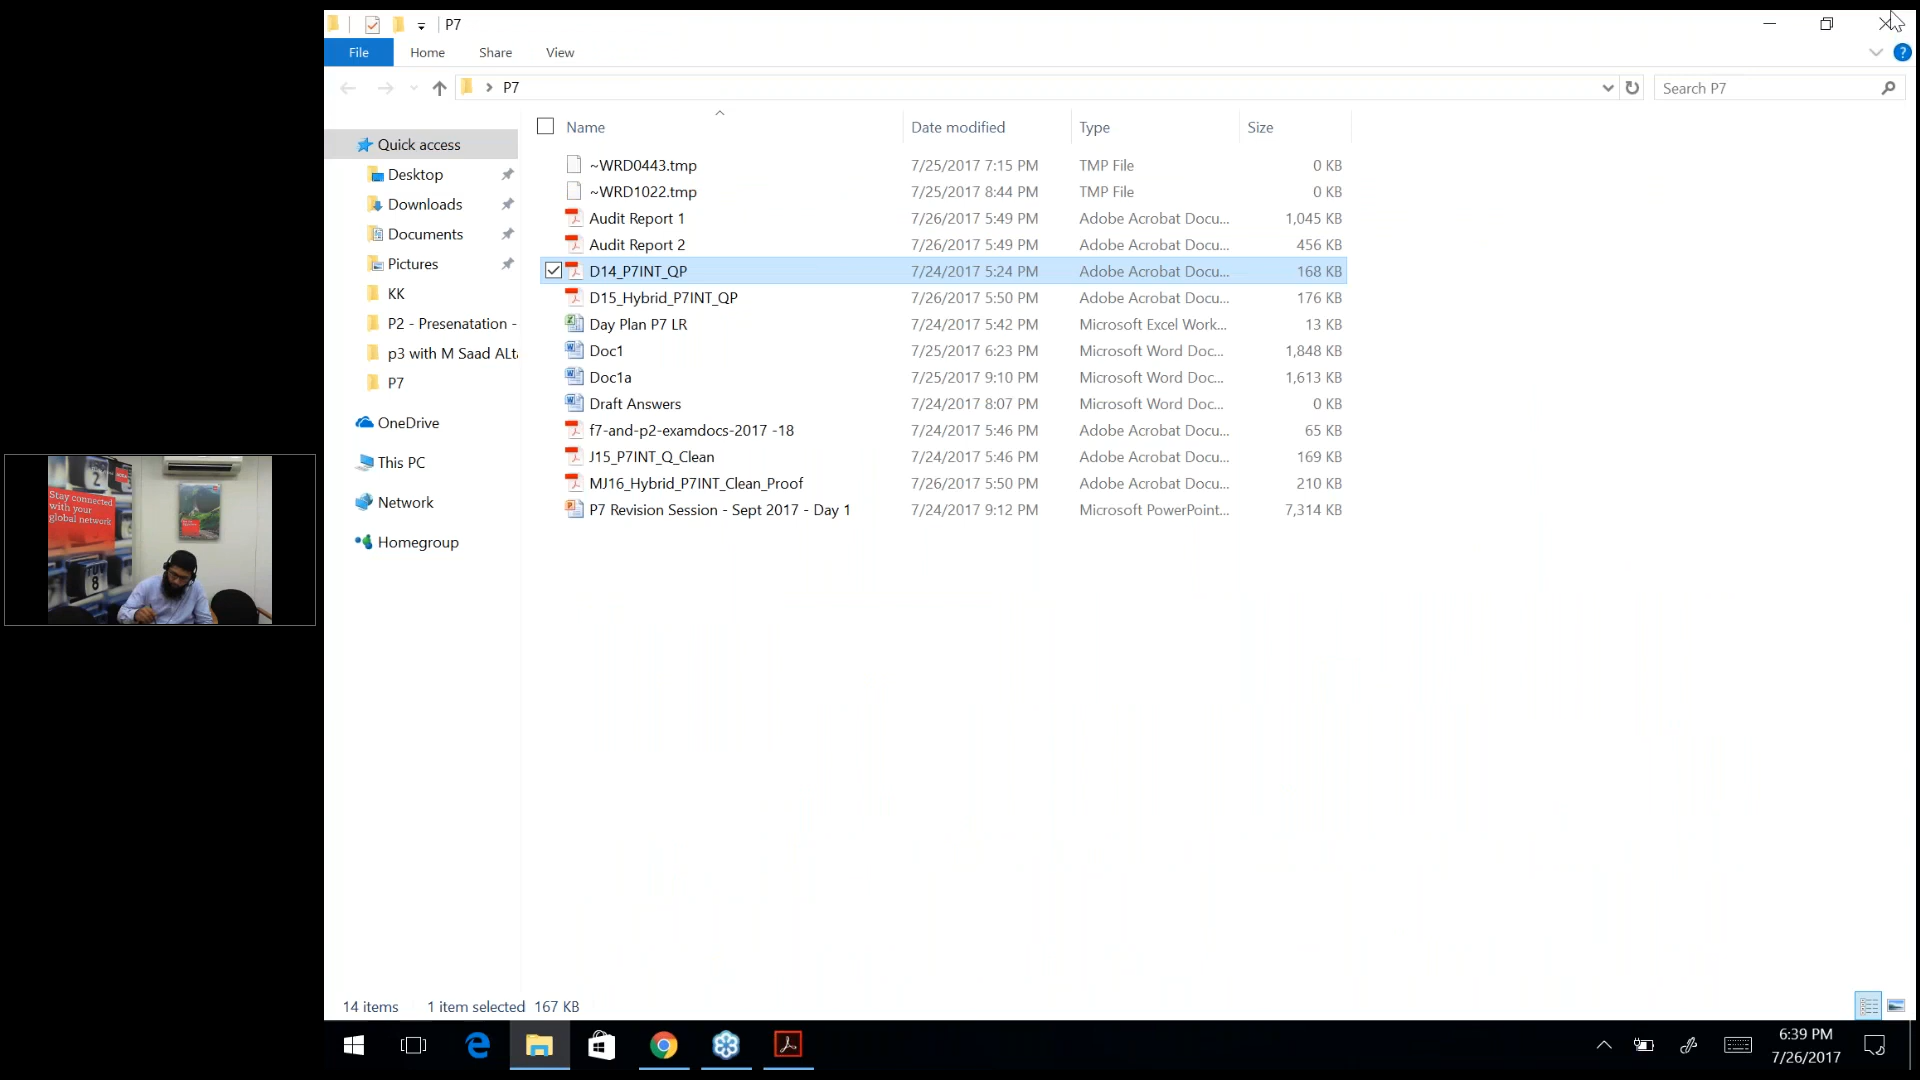 P7
File Home Share View
P7
Search P7
Name Date modified Type Size
Quick access
Desktop
Downloads
Documents
Pictures
KK
P2 - Presenatation -
p3 with M Saad ALt
P7
OneDrive
This PC
Network
Homegroup
~WRD0443.tmp 7/25/2017 7:15 PM TMP File 0 KB
~WRD1022.tmp 7/25/2017 8:44 PM TMP File 0 KB
Audit Report 1 7/26/2017 5:49 PM Adobe Acrobat Docu... 1,045 KB
Audit Report 2 7/26/2017 5:49 PM Adobe Acrobat Docu... 456 KB
D14_P7INT_QP 7/24/2017 5:24 PM Adobe Acrobat Docu... 168 KB
D15_Hybrid_P7INT_QP 7/26/2017 5:50 PM Adobe Acrobat Docu... 176 KB
Day Plan P7 LR 7/24/2017 5:42 PM Microsoft Excel Work... 13 KB
Doc1 7/25/2017 6:23 PM Microsoft Word Doc... 1,848 KB
Doc1a 7/25/2017 9:10 PM Microsoft Word Doc... 1,613 KB
Draft Answers 7/24/2017 8:07 PM Microsoft Word Doc... 0 KB
f7-and-p2-examdocs-2017 -18 7/24/2017 5:46 PM Adobe Acrobat Docu... 65 KB
J15_P7INT_Q_Clean 7/24/2017 5:46 PM Adobe Acrobat Docu... 169 KB
MJ16_Hybrid_P7INT_Clean_Proof 7/26/2017 5:50 PM Adobe Acrobat Docu... 210 KB
P7 Revision Session - Sept 2017 - Day 1 7/24/2017 9:12 PM Microsoft PowerPoint... 7,314 KB
Stay connected
with your
global network
2
TUV
8
14 items 1 item selected 167 KB
6:39 PM
7/26/2017